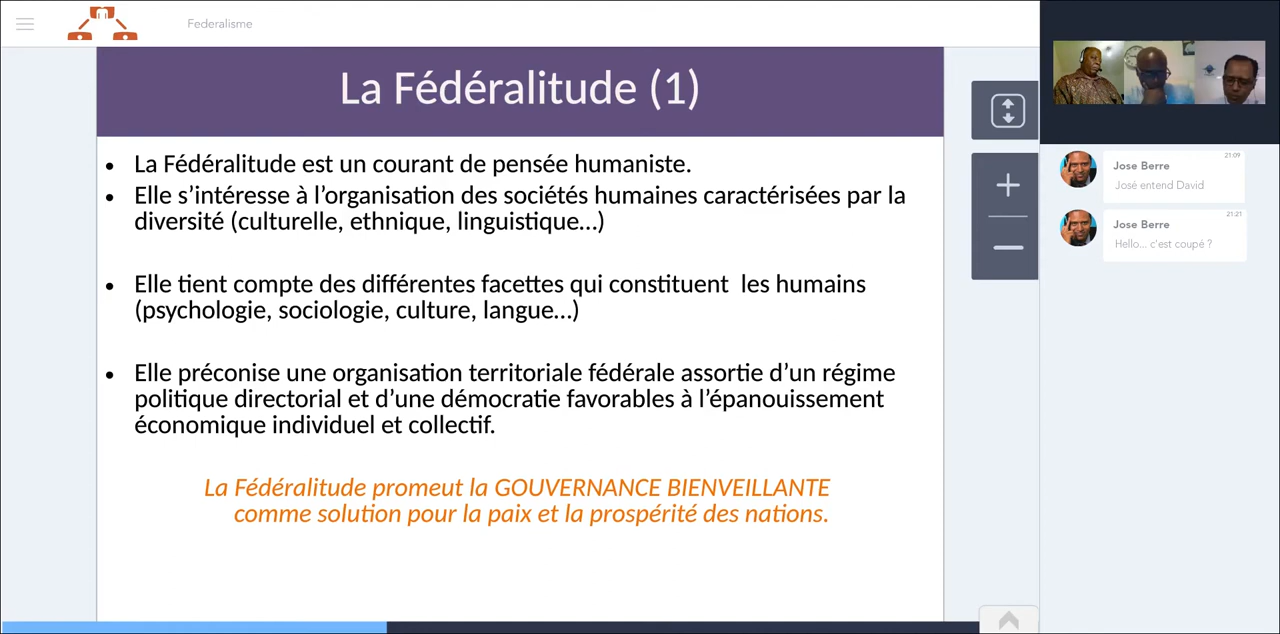 Federalisme
La Fédéralitude (1)
• La Fédéralitude est un courant de pensée humaniste.
• Elle s’intéresse à l’organisation des sociétés humaines caractérisées par la
diversité (culturelle, ethnique, linguistique…)
• Elle tient compte des différentes facettes qui constituent  les humains
(psychologie, sociologie, culture, langue…)
• Elle préconise une organisation territoriale fédérale assortie d’un régime
politique directorial et d’une démocratie favorables à l’épanouissement
économique individuel et collectif.
La Fédéralitude promeut la GOUVERNANCE BIENVEILLANTE
comme solution pour la paix et la prospérité des nations.
21:09
Jose Berre
José entend David
21:21
Jose Berre
Hello... c'est coupé ?